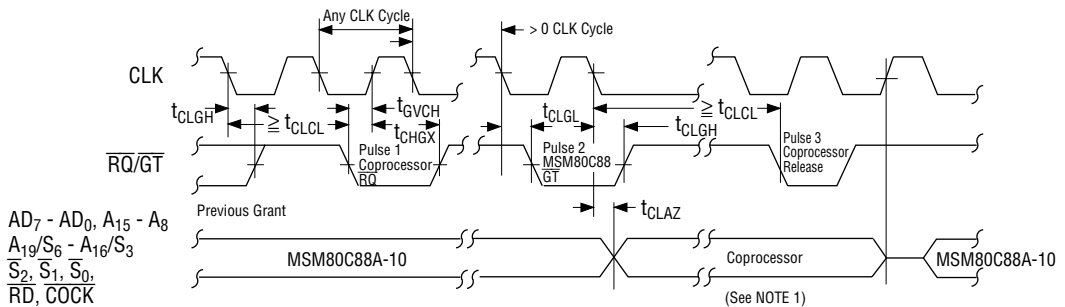 Any CLK Cycle
> 0 CLK Cycle
CLK
tCLGH
≧ tCLCL
tGVCH
tCHGX
tCLGL
≧ tCLCL
tCLGH
RQ/GT
Pulse 1
Coprocessor
RQ
Pulse 2
MSM80C88
GT
Pulse 3
Coprocessor
Release
Previous Grant
tCLAZ
AD7 - AD0, A15 - A8
A19/S6 - A16/S3
S2, S1, S0,
RD, COCK
MSM80C88A-10
Coprocessor
MSM80C88A-10
(See NOTE 1)